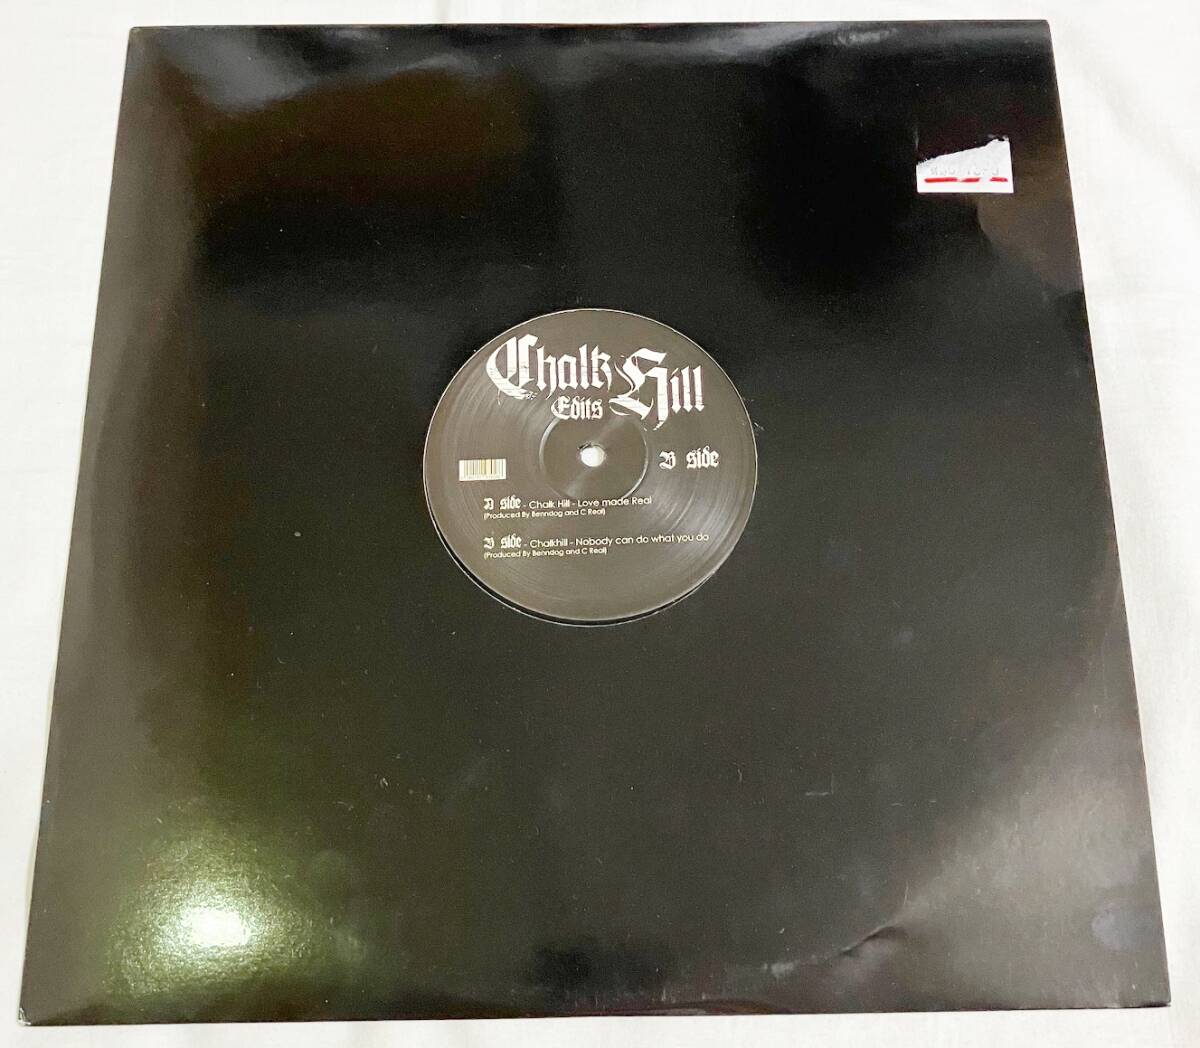 Chalk Hill
Edits
B side
A side - Chalk Hill - Love made Real
(Produced By Benndog and C Real)
B side - Chalkhill - Nobody can do what you do
(Produced By Benndog and C Real)